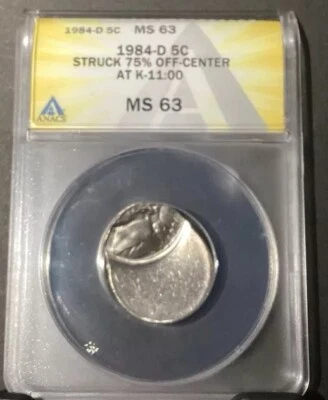 1984-D 5C MS 63
1984-D 5C
STRUCK 75% OFF-CENTER
AT K-11:00
MS 63
ANACS